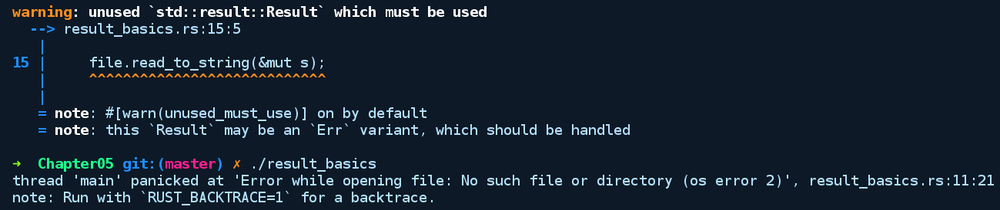 warning: unused `std::result::Result` which must be used
  --> result_basics.rs:15:5
   |
15 |     file.read_to_string(&mut s);
   |     ^^^^^^^^^^^^^^^^^^^^^^^^^^^^
   |
   = note: #[warn(unused_must_use)] on by default
   = note: this `Result` may be an `Err` variant, which should be handled

➜  Chapter05 git:(master) ✗ ./result_basics
thread 'main' panicked at 'Error while opening file: No such file or directory (os error 2)', result_basics.rs:11:21
note: Run with `RUST_BACKTRACE=1` for a backtrace.